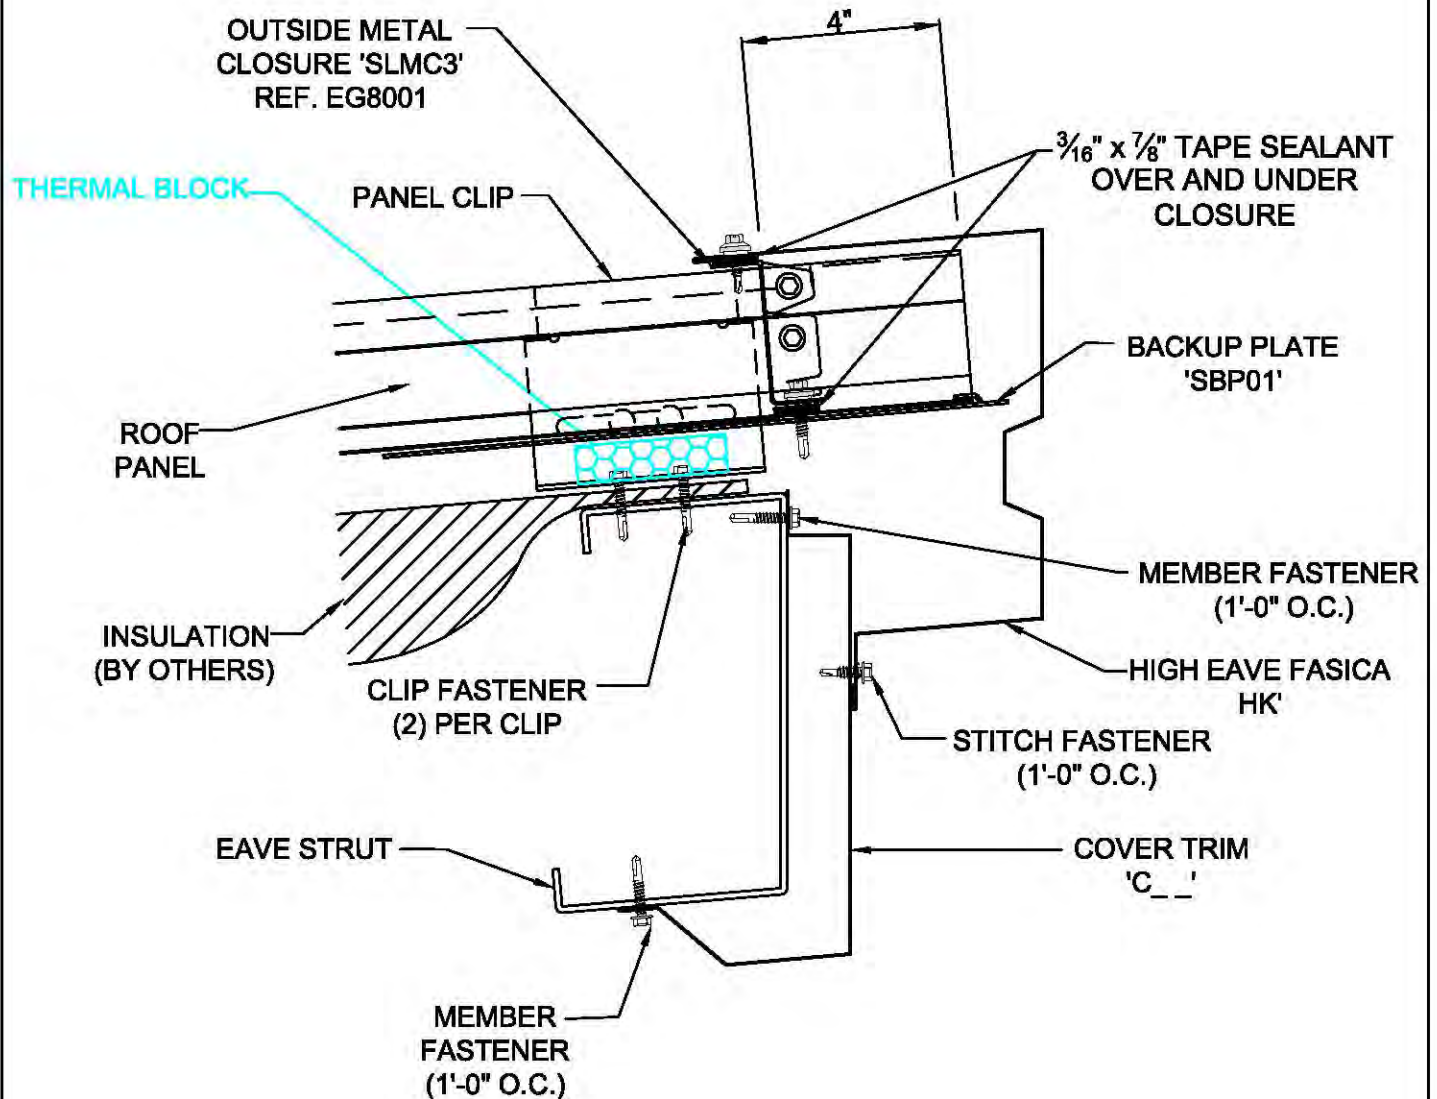 OUTSIDE METAL
CLOSURE 'SLMC3'
REF. EG8001
4"
3/16" x 7/8" TAPE SEALANT
OVER AND UNDER
CLOSURE
THERMAL BLOCK
PANEL CLIP
BACKUP PLATE
'SBP01'
ROOF
PANEL
MEMBER FASTENER
(1'-0" O.C.)
INSULATION
(BY OTHERS)
HIGH EAVE FASICA
HK'
CLIP FASTENER
(2) PER CLIP
STITCH FASTENER
(1'-0" O.C.)
EAVE STRUT
COVER TRIM
'C_ _'
MEMBER
FASTENER
(1'-0" O.C.)